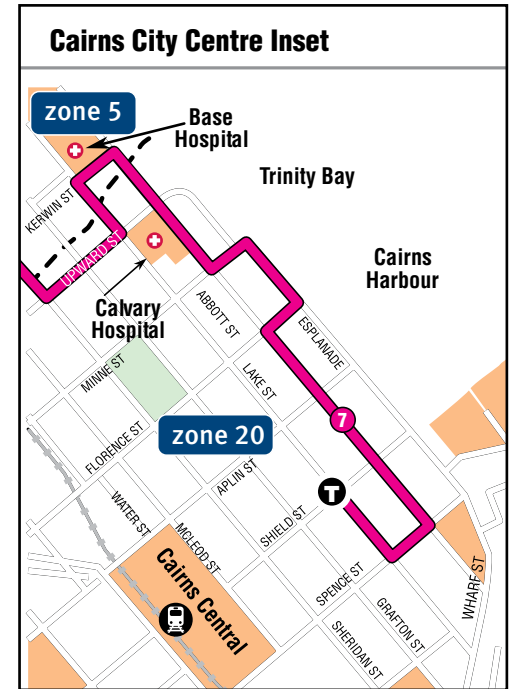 Cairns City Centre Inset
zone 5
Base
Hospital
Trinity Bay
KERWIN ST
UPWARD ST
Cairns
Harbour
Calvary
Hospital
ABBOTT ST
ESPLANADE
MINNE ST
LAKE ST
7
FLORENCE ST
zone 20
APLIN ST
T
WATER ST
MCLEOD ST
SHIELD ST
Cairns Central
SPENCE ST
WHARF ST
GRAFTON ST
SHERIDAN ST